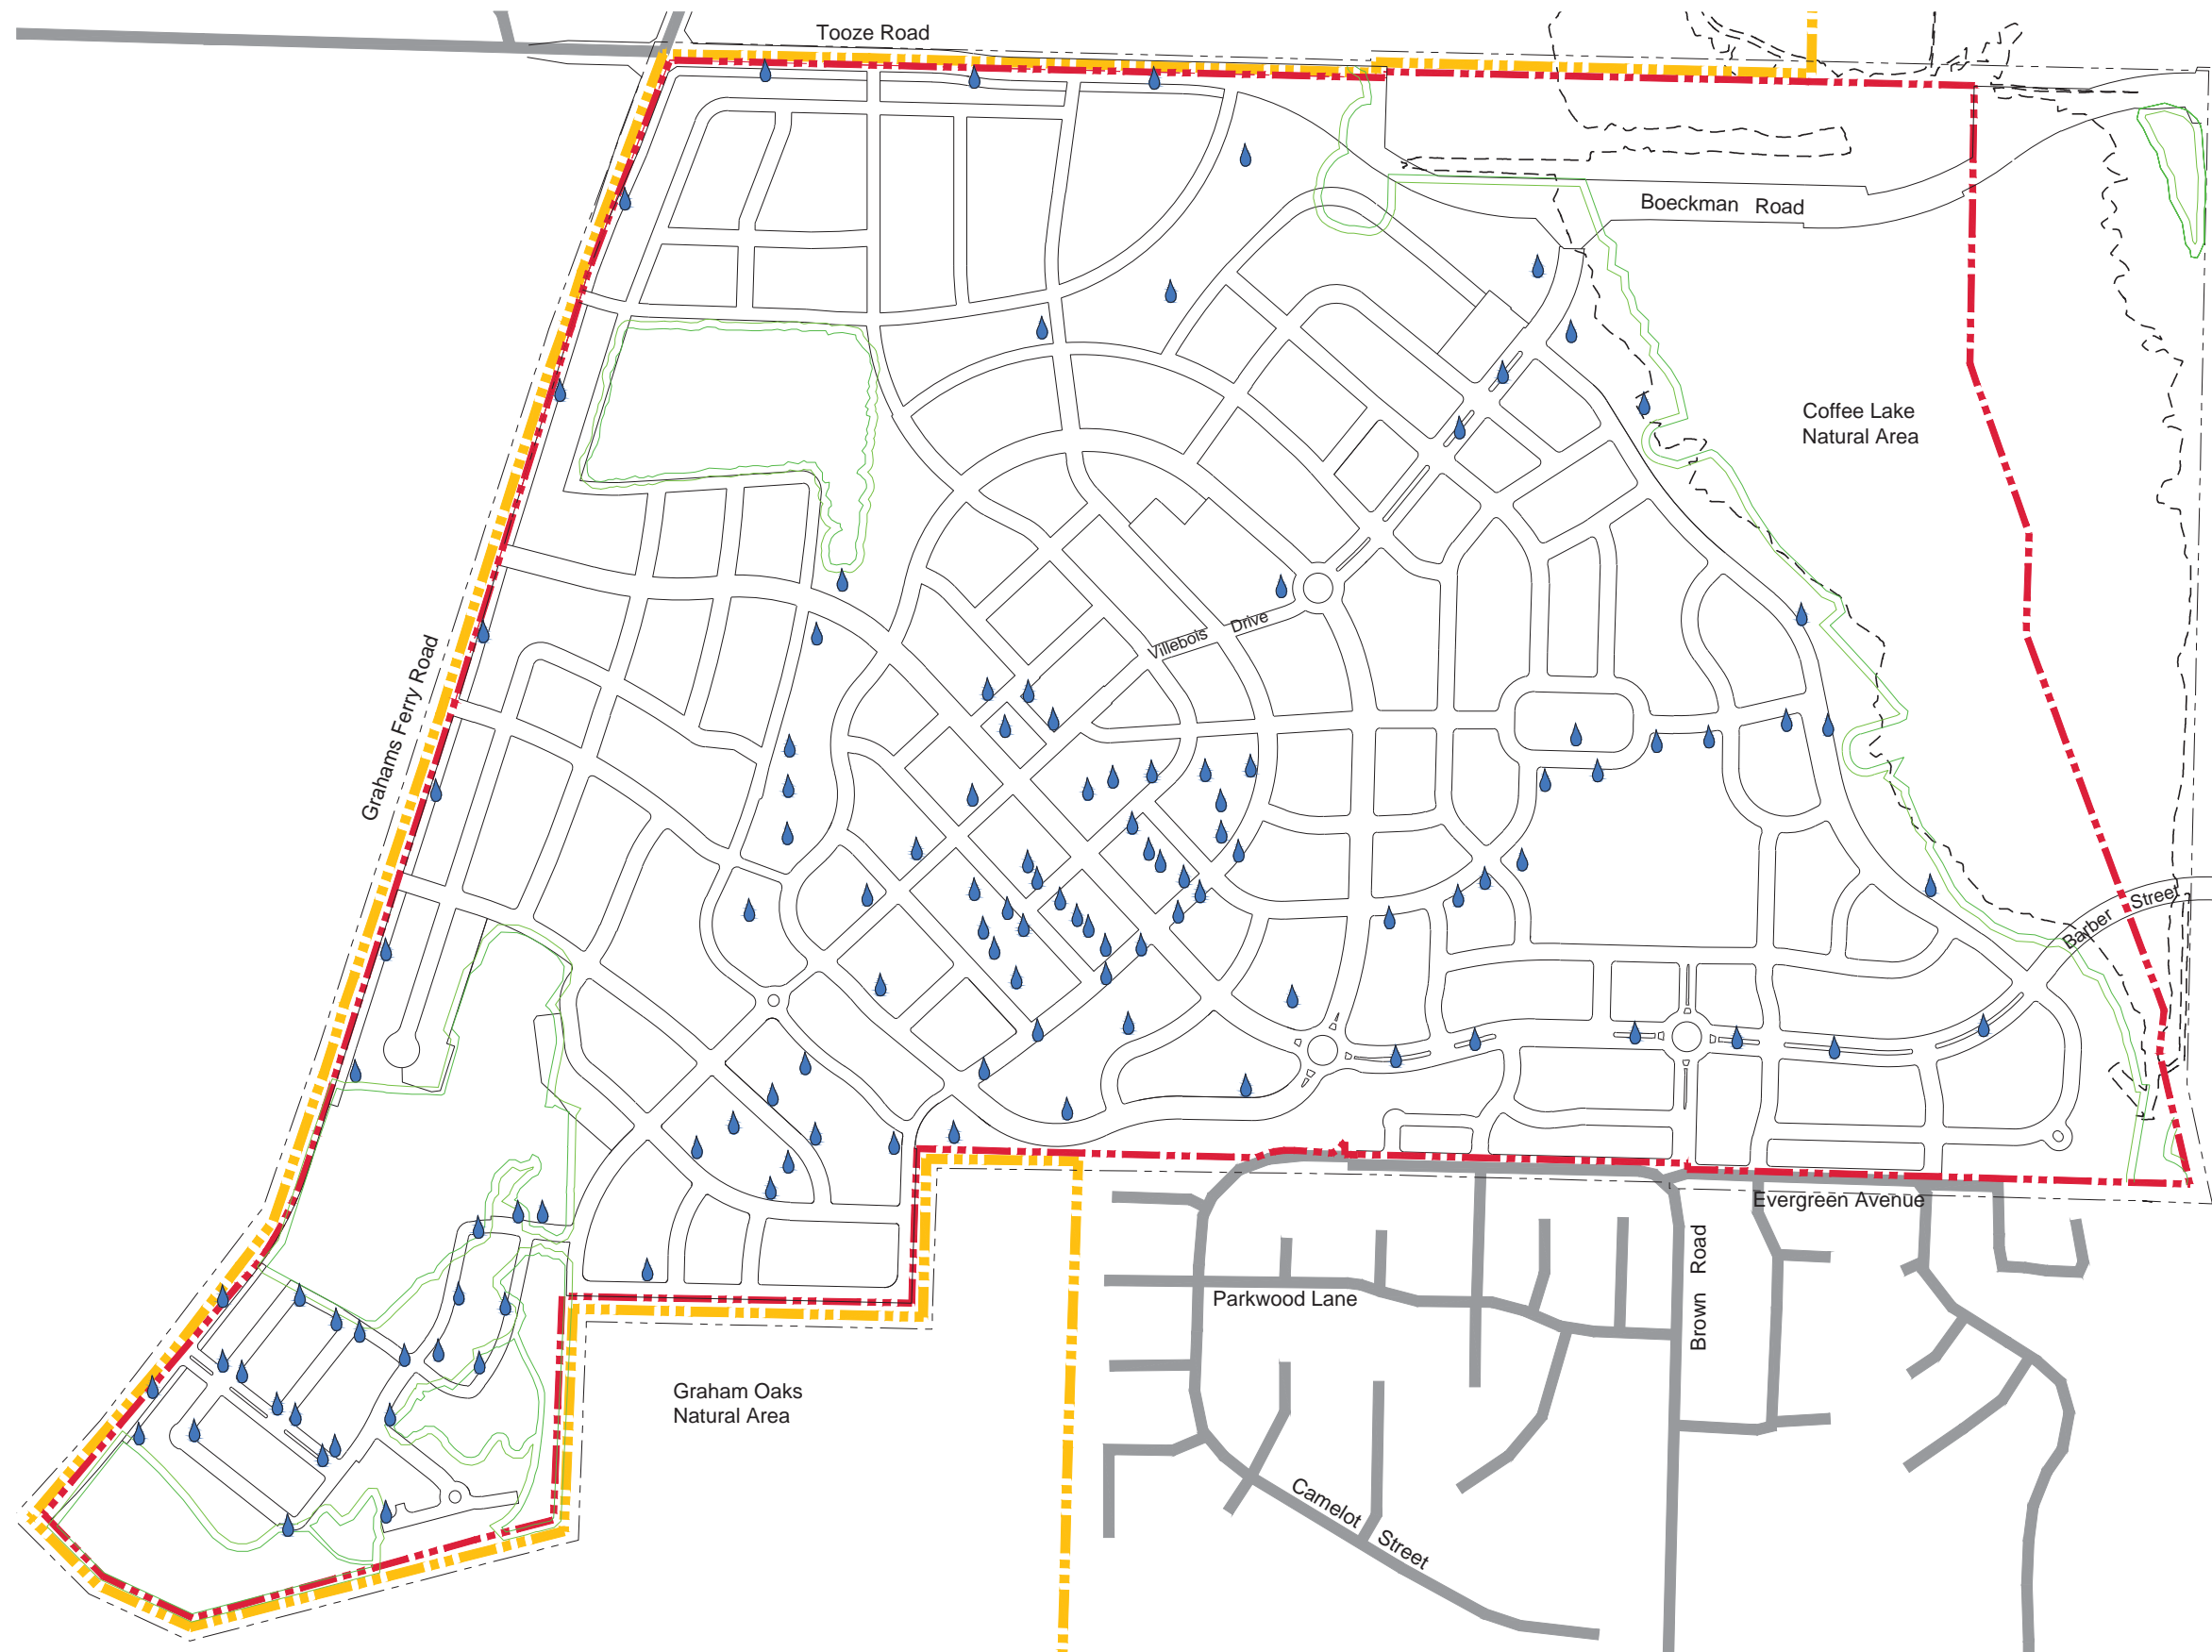 Tooze Road
Boeckman Road
Coffee Lake
Natural Area
Grahams Ferry Road
Villebois Drive
Barber Street
Evergreen Avenue
Brown Road
Parkwood Lane
Graham Oaks
Natural Area
Camelot Street